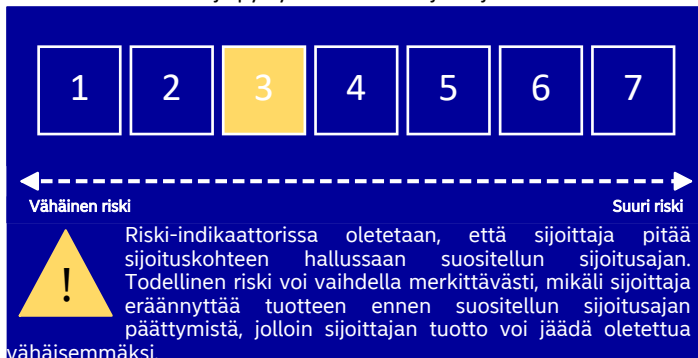 1 2 3 4 5 6 7
Vähäinen riski Suuri riski
! Riski-indikaattorissa oletetaan, että sijoittaja pitää
sijoituskohteen hallussaan suositellun sijoitusajan.
Todellinen riski voi vaihdella merkittävästi, mikäli sijoittaja
eräännyttää tuotteen ennen suositellun sijoitusajan
päättymistä, jolloin sijoittajan tuotto voi jäädä oletettua
vähäisemmäksi.